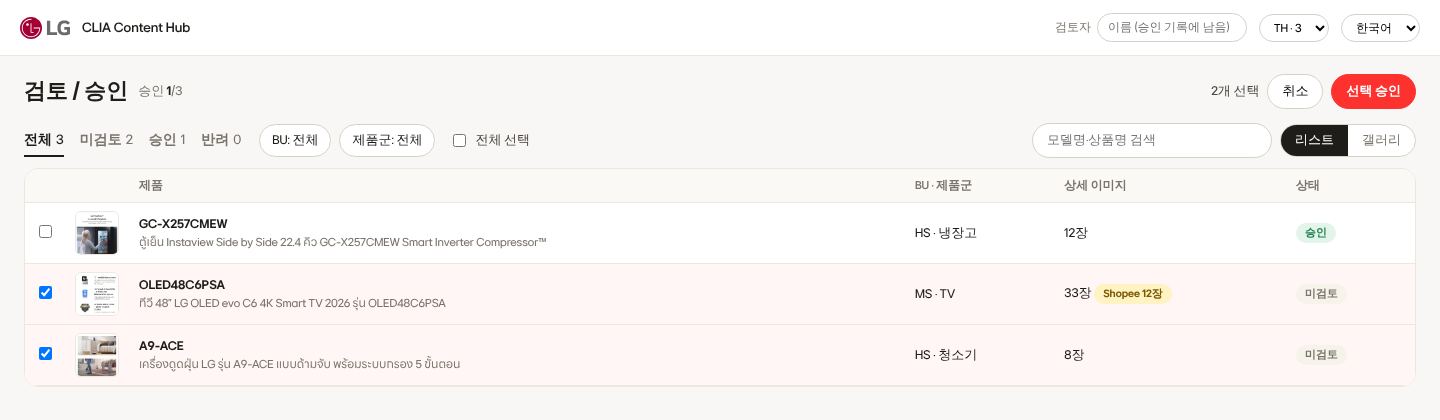 LG CLIA Content Hub
검토자 이름 (승인 기록에 남음) TH · 3 한국어
검토 / 승인 승인 1/3
2개 선택 취소 선택 승인
전체 3 미검토 2 승인 1 반려 0 BU: 전체 제품군: 전체 전체 선택
모델명·상품명 검색 리스트 갤러리
제품 BU · 제품군 상세 이미지 상태
GC-X257CMEW
ตู้เย็น Instaview Side by Side 22.4 คิว GC-X257CMEW Smart Inverter Compressor™
HS · 냉장고 12장 승인
OLED48C6PSA
ทีวี 48" LG OLED evo C6 4K Smart TV 2026 รุ่น OLED48C6PSA
MS · TV 33장 Shopee 12장 미검토
A9-ACE
เครื่องดูดฝุ่น LG รุ่น A9-ACE แบบด้ามจับ พร้อมระบบกรอง 5 ขั้นตอน
HS · 청소기 8장 미검토